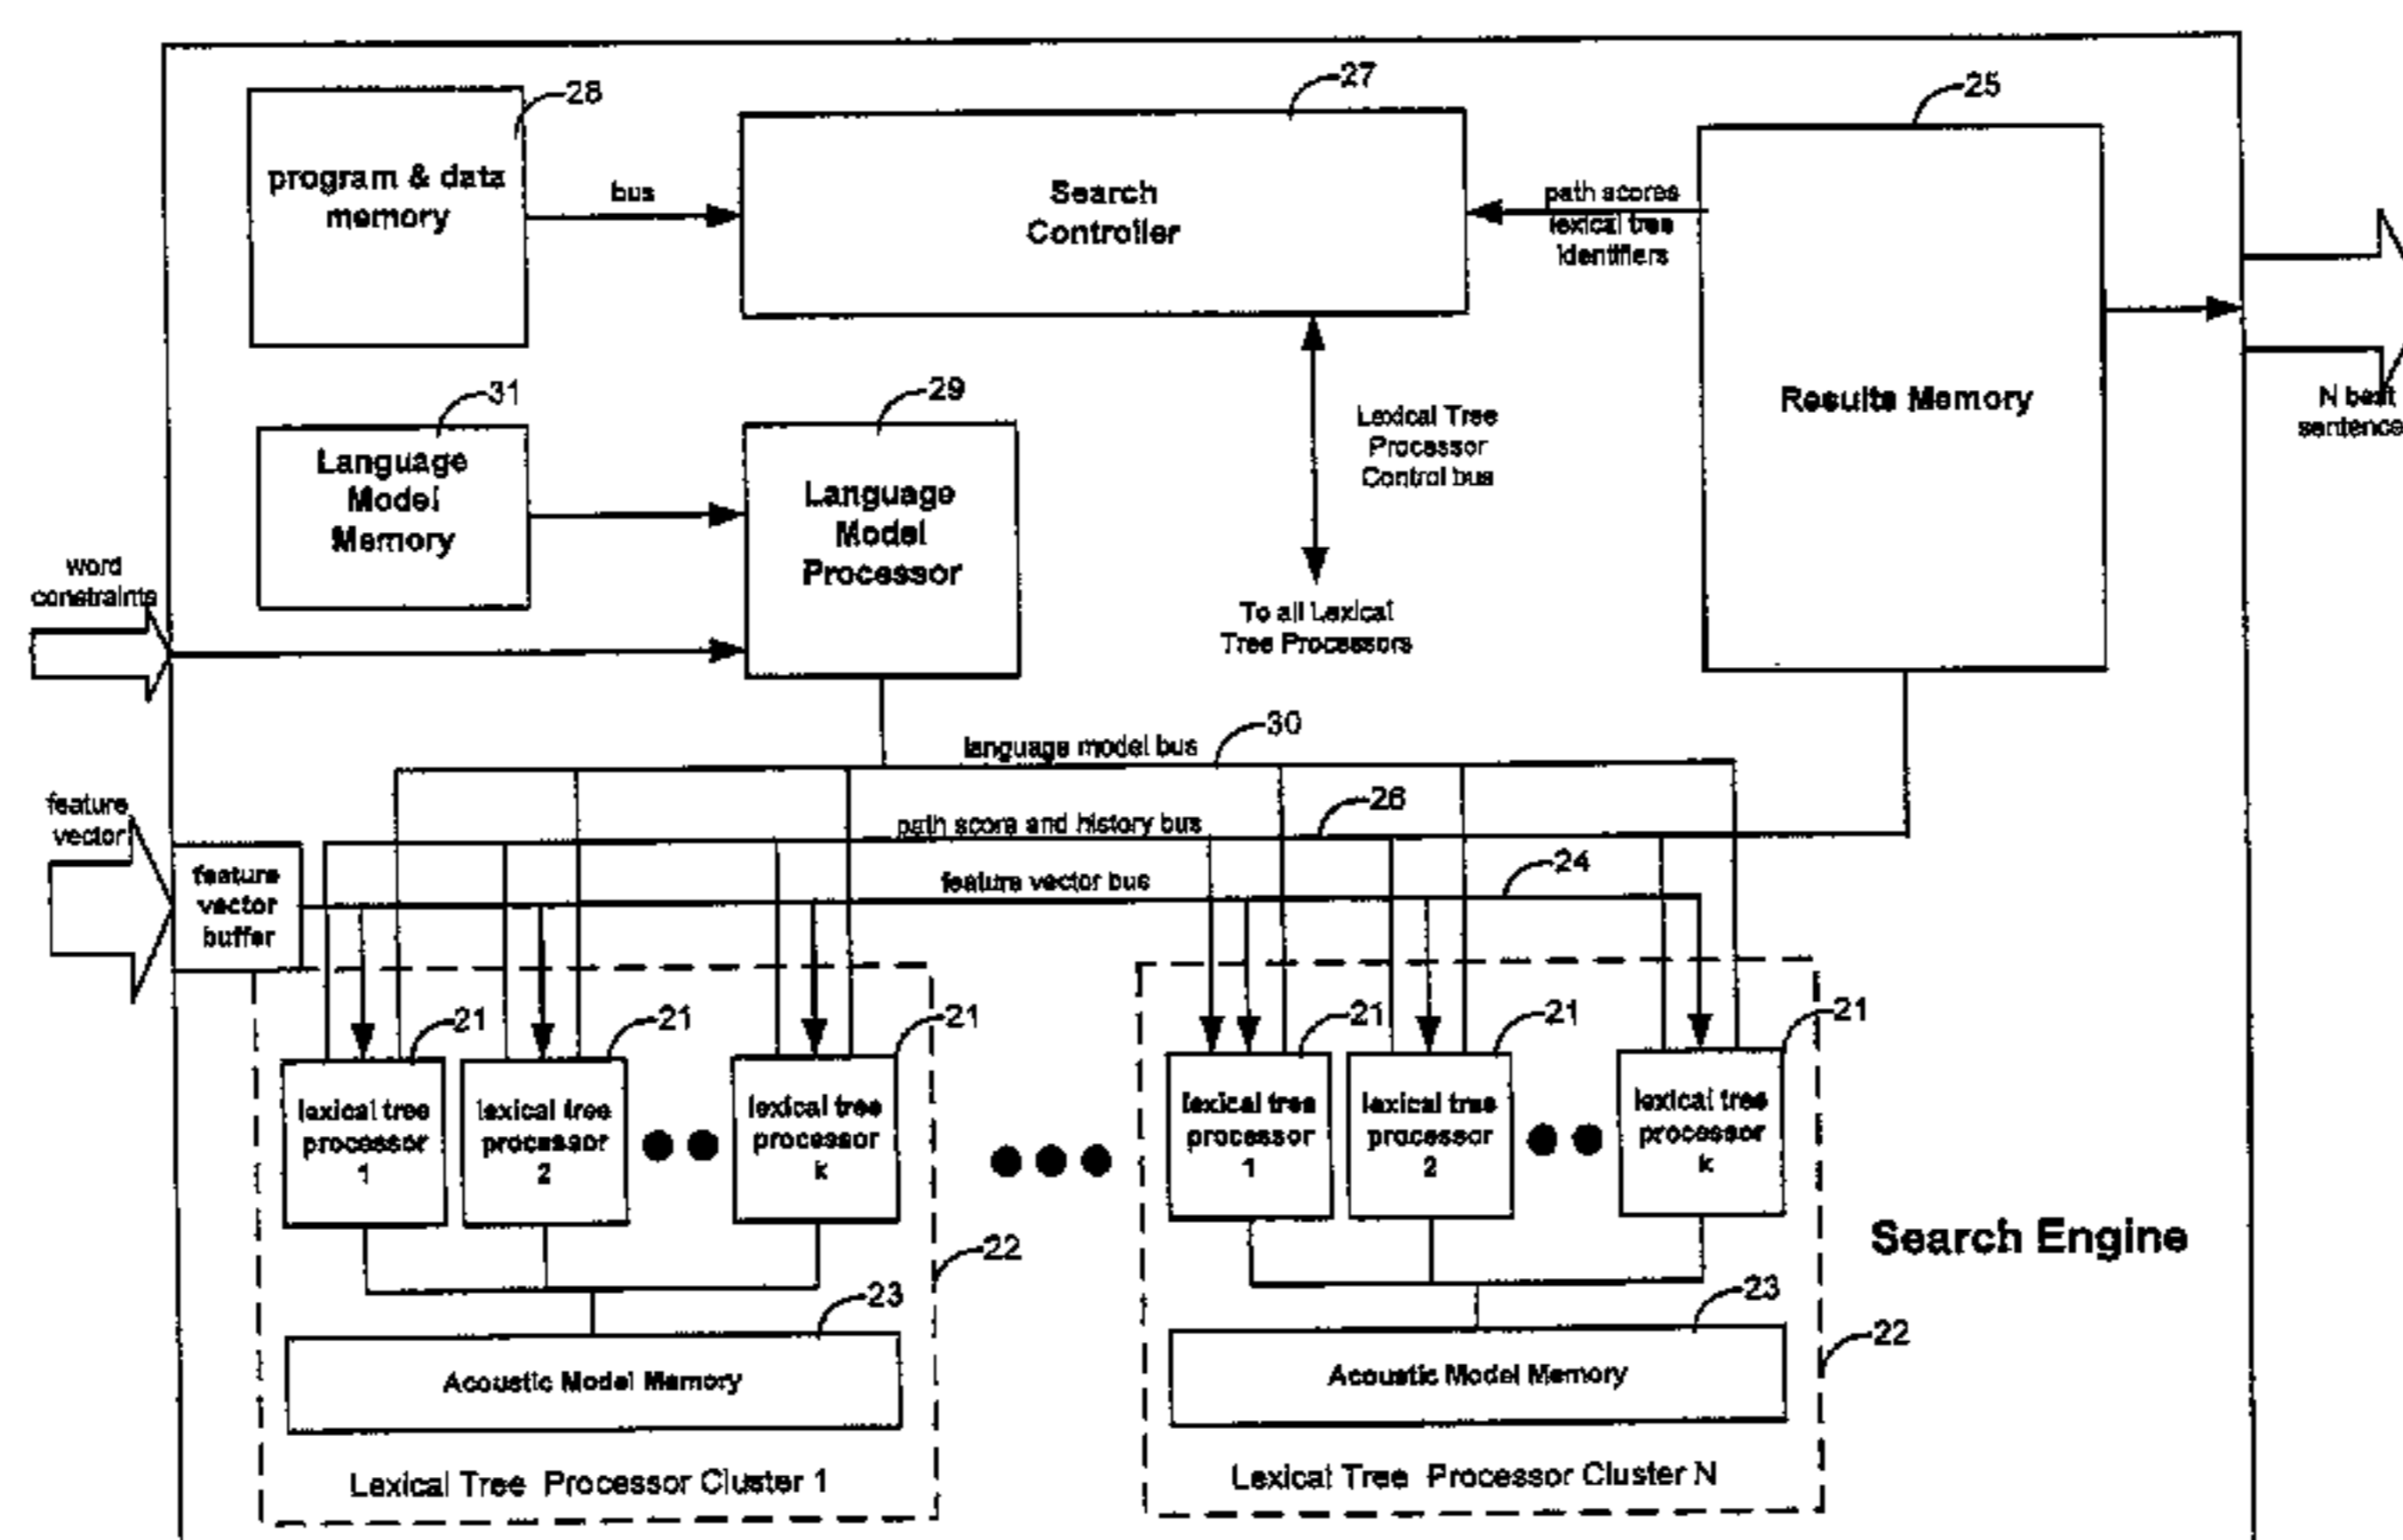 28
program & data
memory
bus
27
Search
Controller
path scores
lexical tree
identifiers
25
Results Memory
N best
sentence
31
Language
Model
Memory
29
Language
Model
Processor
Lexical Tree
Processor
Control bus
To all Lexical
Tree Processors
word
constraints
language model bus
30
feature
vector
path score and history bus
26
feature
vector
buffer
feature vector bus
24
21
21
21
21
21
21
lexical tree
processor
1
lexical tree
processor
2
lexical tree
processor
k
lexical tree
processor
1
lexical tree
processor
2
lexical tree
processor
k
22
Search Engine
23
Acoustic Model Memory
23
22
Acoustic Model Memory
Lexical Tree Processor Cluster 1
Lexical Tree Processor Cluster N